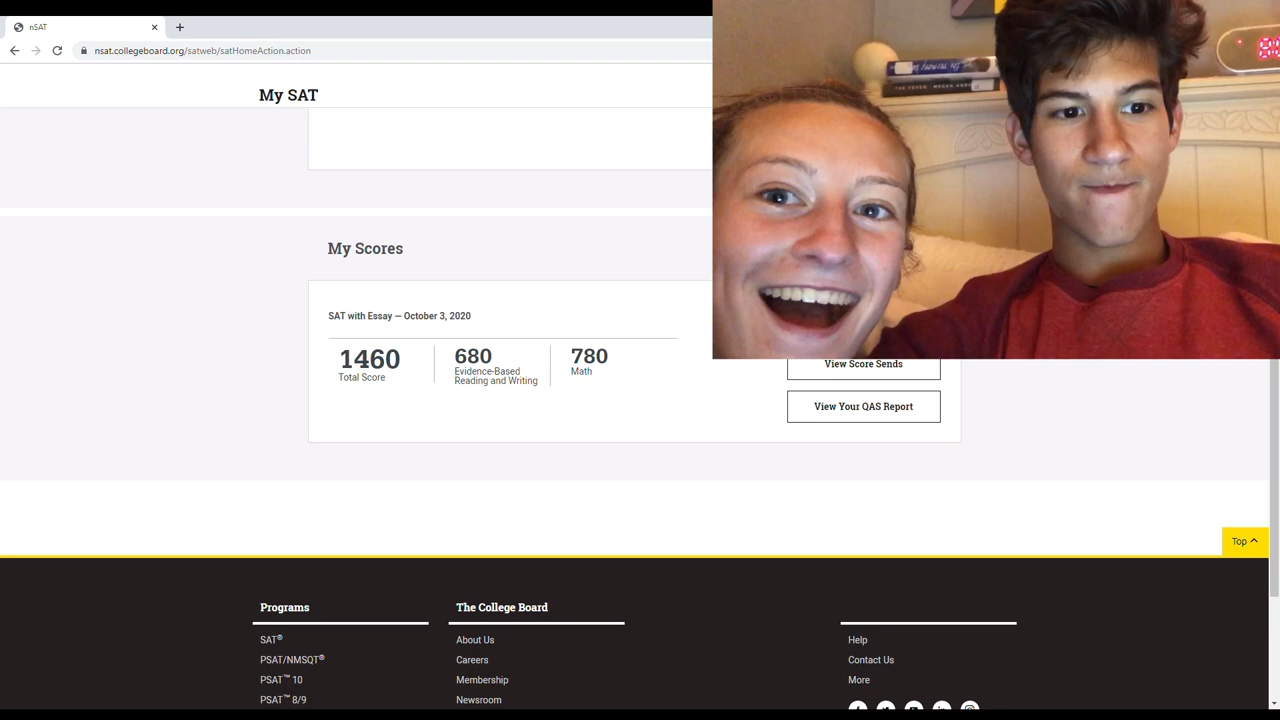 nSAT
nsat.collegeboard.org/satweb/satHomeAction.action
My SAT
THE FEVER MEGAN
My Scores
SAT with Essay — October 3, 2020
1460
Total Score
680
Evidence-Based
Reading and Writing
780
Math
View Score Sends
View Your QAS Report
Top
Programs
SAT®
PSAT/NMSQT®
PSAT™ 10
PSAT™ 8/9
The College Board
About Us
Careers
Membership
Newsroom
Help
Contact Us
More